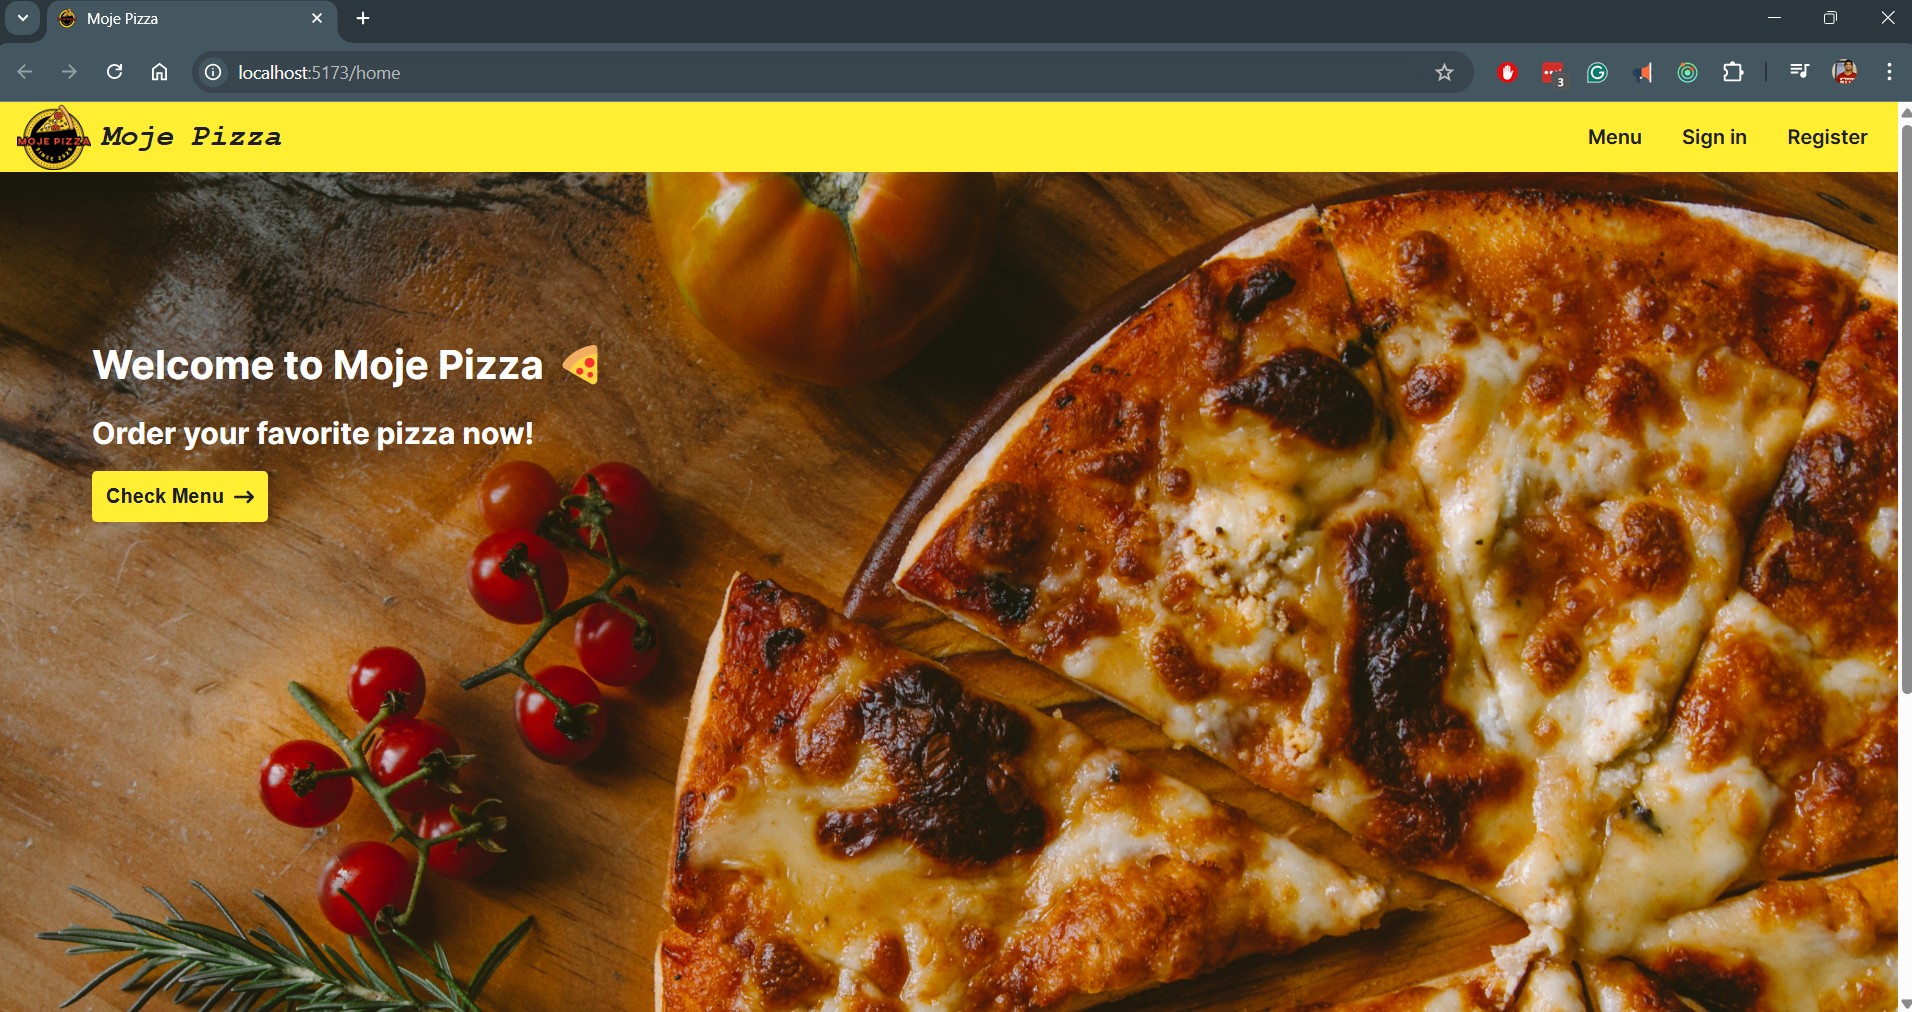 Moje Pizza
localhost:5173/home
3
MOJE PIZZA
Moje Pizza
Menu
Sign in
Register
Welcome to Moje Pizza 🍕
Order your favorite pizza now!
Check Menu →